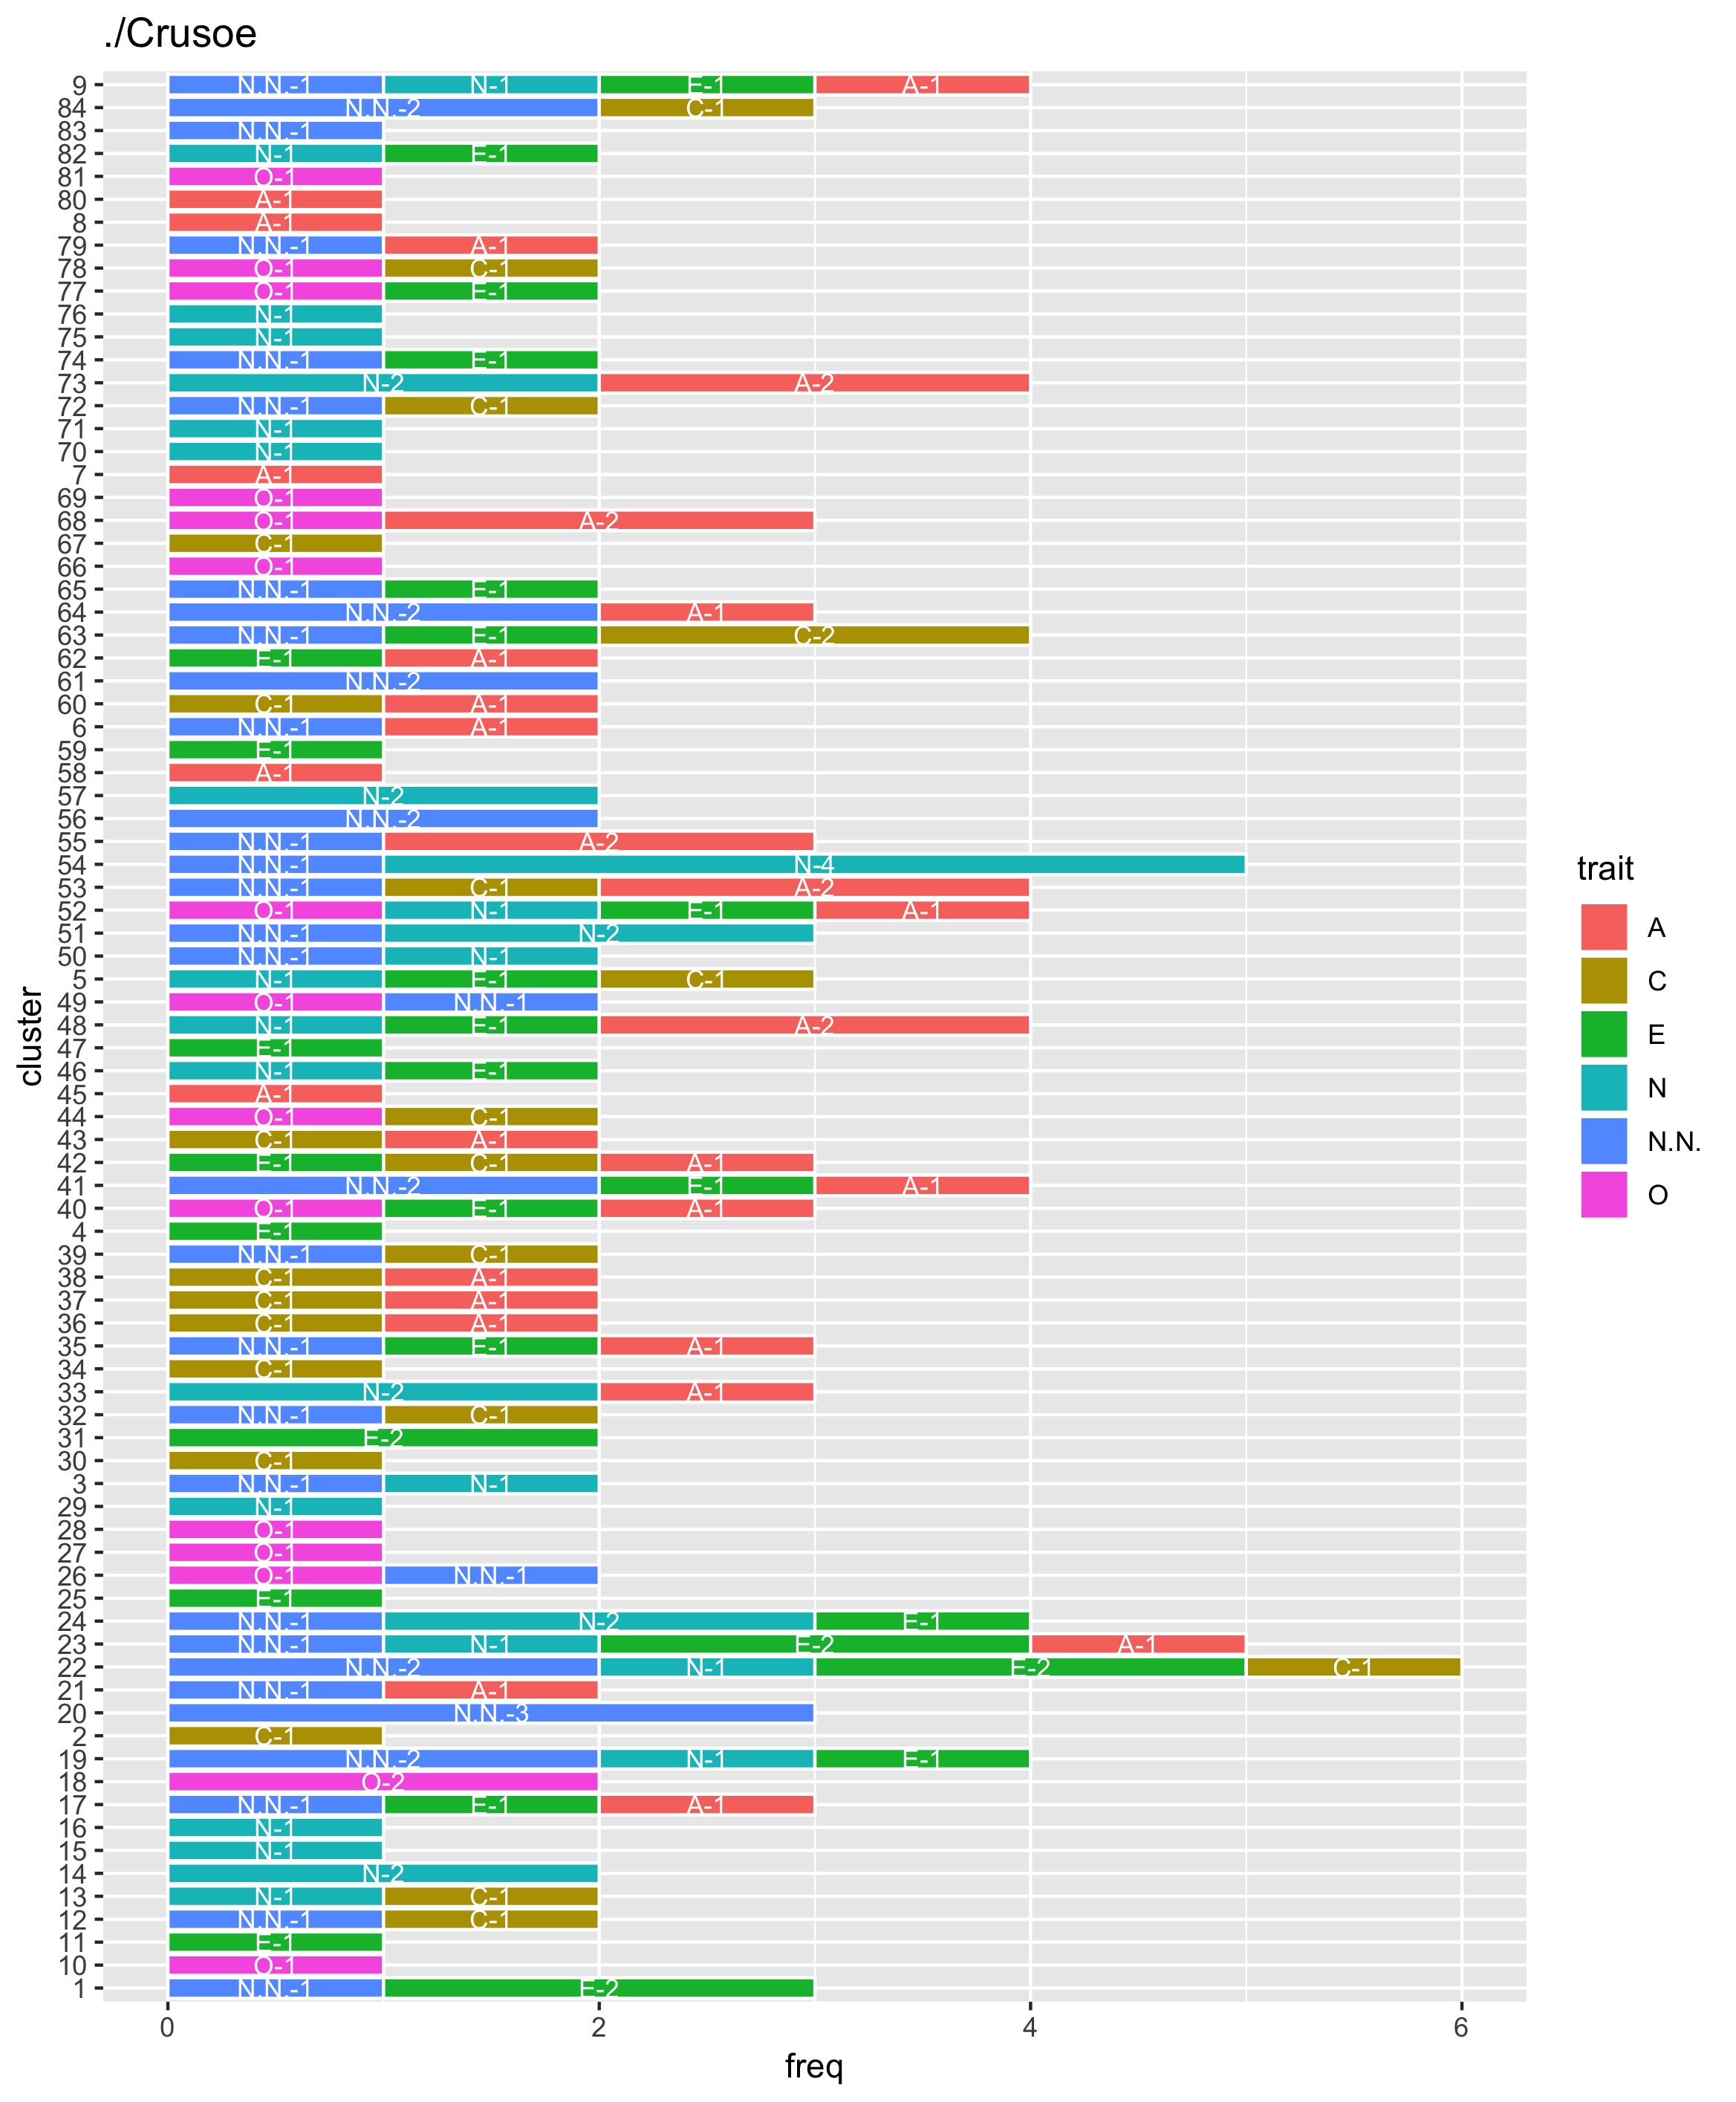 ./Crusoe
9 N.N.-1 N-1 E-1 A-1
84 N.N.-2 C-1
83 N.N.-1
82 N-1 E-1
81 O-1
80 A-1
8 A-1
79 N.N.-1 A-1
78 O-1 C-1
77 O-1 E-1
76 N-1
75 N-1
74 N.N.-1 E-1
73 N-2 A-2
72 N.N.-1 C-1
71 N-1
70 N-1
7 A-1
69 O-1
68 O-1 A-2
67 C-1
66 O-1
65 N.N.-1 E-1
64 N.N.-2 A-1
63 N.N.-1 E-1 C-2
62 E-1 A-1
61 N.N.-2
60 C-1 A-1
6 N.N.-1 A-1
59 E-1
58 A-1
57 N-2
56 N.N.-2
55 N.N.-1 A-2
54 N.N.-1 N-4
53 N.N.-1 C-1 A-2
52 O-1 N-1 E-1 A-1
51 N.N.-1 N-2
50 N.N.-1 N-1
5 N-1 E-1 C-1
49 O-1 N.N.-1
48 N-1 E-1 A-2
47 E-1
46 N-1 E-1
45 A-1
44 O-1 C-1
43 C-1 A-1
42 E-1 C-1 A-1
41 N.N.-2 E-1 A-1
40 O-1 E-1 A-1
4 E-1
39 N.N.-1 C-1
38 C-1 A-1
37 C-1 A-1
36 C-1 A-1
35 N.N.-1 E-1 A-1
34 C-1
33 N-2 A-1
32 N.N.-1 C-1
31 E-2
30 C-1
3 N.N.-1 N-1
29 N-1
28 O-1
27 O-1
26 O-1 N.N.-1
25 E-1
24 N.N.-1 N-2 E-1
23 N.N.-1 N-1 E-2 A-1
22 N.N.-2 N-1 E-2 C-1
21 N.N.-1 A-1
20 N.N.-3
2 C-1
19 N.N.-2 N-1 E-1
18 O-2
17 N.N.-1 E-1 A-1
16 N-1
15 N-1
14 N-2
13 N-1 C-1
12 N.N.-1 C-1
11 E-1
10 O-1
1 N.N.-1 E-2
0 2 4 6
freq
cluster
trait
A
C
E
N
N.N.
O